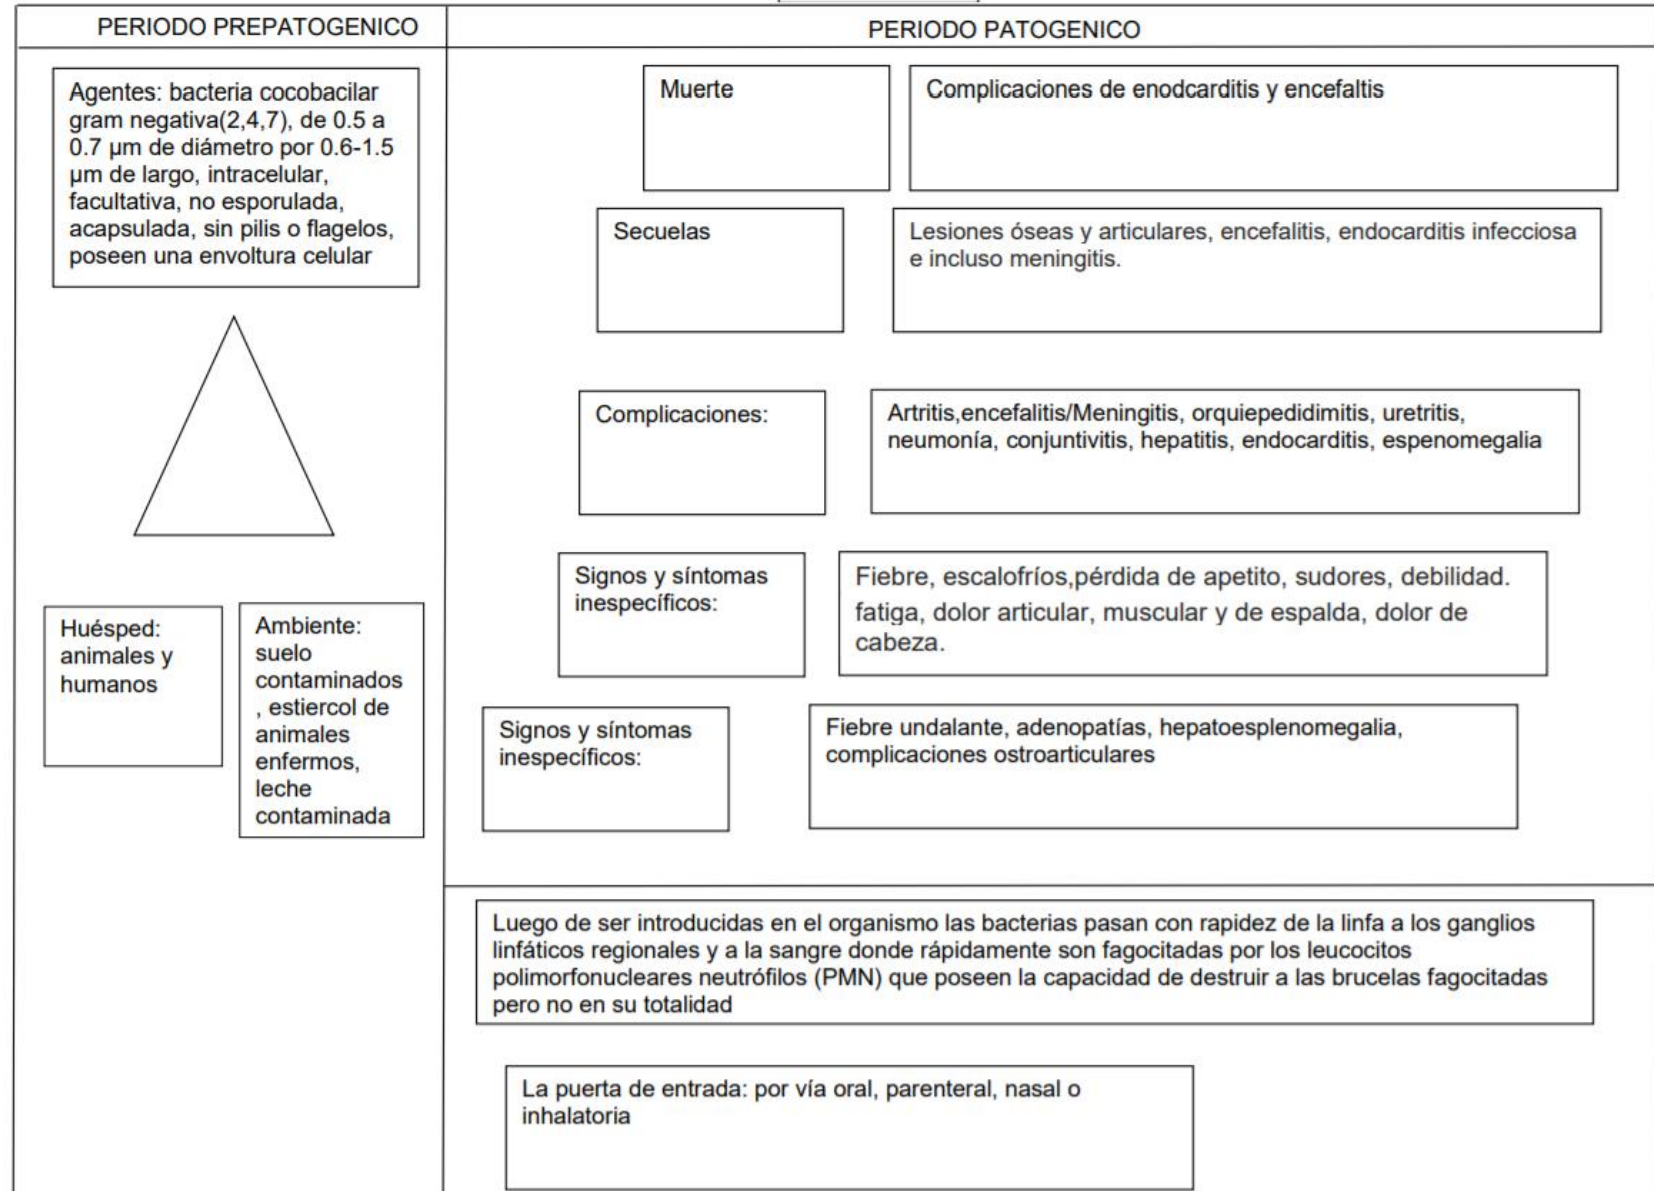 PERIODO PREPATOGENICO
PERIODO PATOGENICO
Agentes: bacteria cocobacilar
gram negativa(2,4,7), de 0.5 a
0.7 µm de diámetro por 0.6-1.5
µm de largo, intracelular,
facultativa, no esporulada,
acapsulada, sin pilis o flagelos,
poseen una envoltura celular
Huésped:
animales y
humanos
Ambiente:
suelo
contaminados
, estiercol de
animales
enfermos,
leche
contaminada
Muerte
Complicaciones de enodcarditis y encefaltis
Secuelas
Lesiones óseas y articulares, encefalitis, endocarditis infecciosa
e incluso meningitis.
Complicaciones:
Artritis,encefalitis/Meningitis, orquiepedidimitis, uretritis,
neumonía, conjuntivitis, hepatitis, endocarditis, espenomegalia
Signos y síntomas
inespecíficos:
Fiebre, escalofríos,pérdida de apetito, sudores, debilidad.
fatiga, dolor articular, muscular y de espalda, dolor de
cabeza.
Signos y síntomas
inespecíficos:
Fiebre undalante, adenopatías, hepatoesplenomegalia,
complicaciones ostroarticulares
Luego de ser introducidas en el organismo las bacterias pasan con rapidez de la linfa a los ganglios
linfáticos regionales y a la sangre donde rápidamente son fagocitadas por los leucocitos
polimorfonucleares neutrófilos (PMN) que poseen la capacidad de destruir a las brucelas fagocitadas
pero no en su totalidad
La puerta de entrada: por vía oral, parenteral, nasal o
inhalatoria